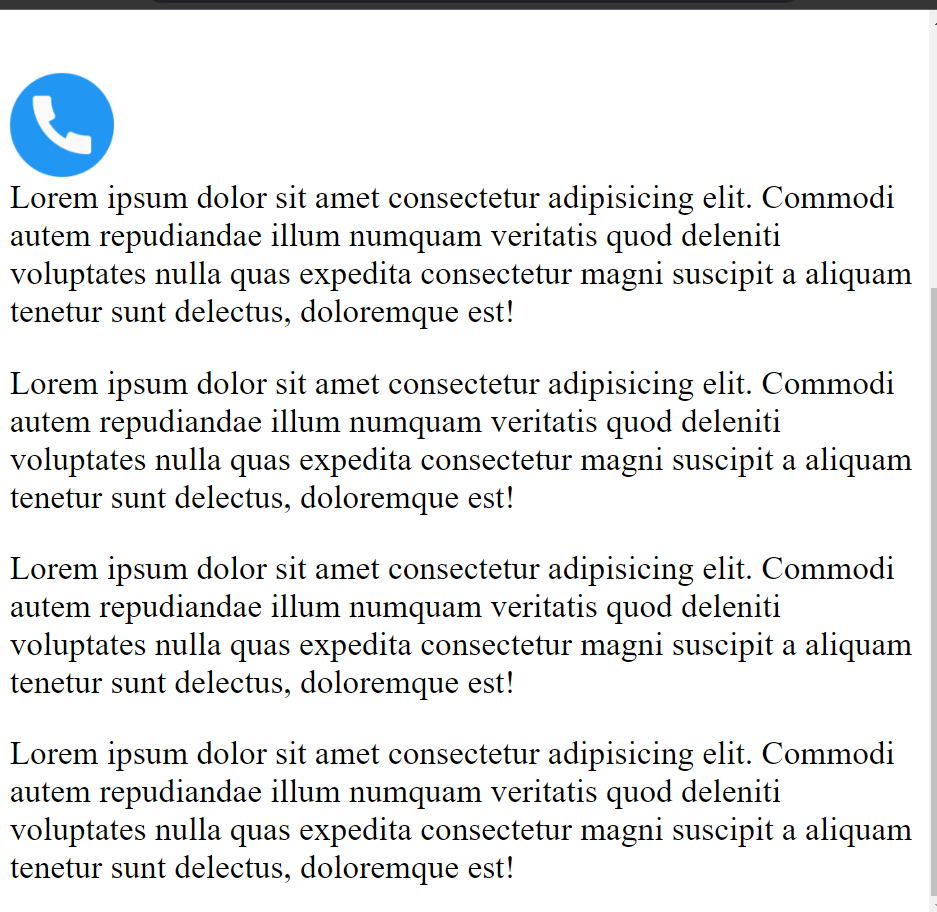 Lorem ipsum dolor sit amet consectetur adipisicing elit. Commodi
autem repudiandae illum numquam veritatis quod deleniti
voluptates nulla quas expedita consectetur magni suscipit a aliquam
tenetur sunt delectus, doloremque est!
Lorem ipsum dolor sit amet consectetur adipisicing elit. Commodi
autem repudiandae illum numquam veritatis quod deleniti
voluptates nulla quas expedita consectetur magni suscipit a aliquam
tenetur sunt delectus, doloremque est!
Lorem ipsum dolor sit amet consectetur adipisicing elit. Commodi
autem repudiandae illum numquam veritatis quod deleniti
voluptates nulla quas expedita consectetur magni suscipit a aliquam
tenetur sunt delectus, doloremque est!
Lorem ipsum dolor sit amet consectetur adipisicing elit. Commodi
autem repudiandae illum numquam veritatis quod deleniti
voluptates nulla quas expedita consectetur magni suscipit a aliquam
tenetur sunt delectus, doloremque est!